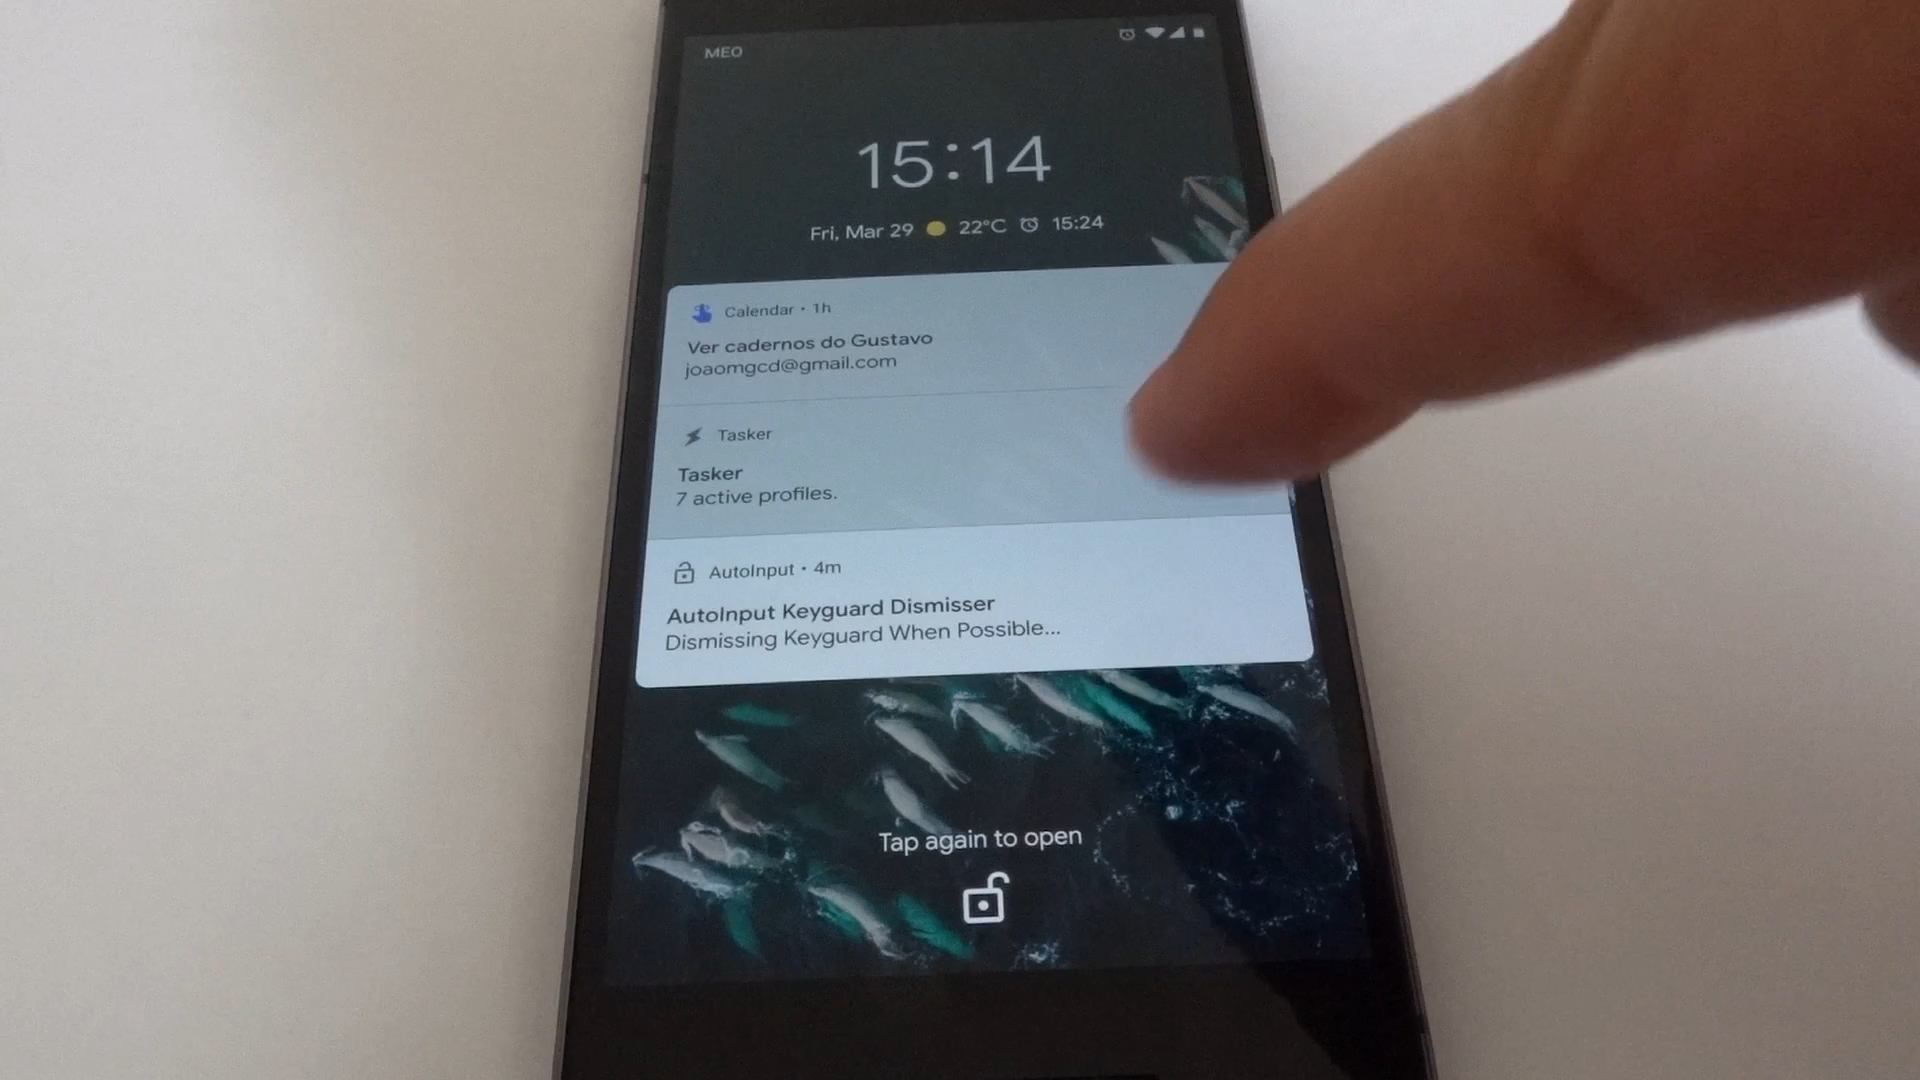 MEO
15:14
Fri, Mar 29 22°C 15:24
Calendar • 1h
Ver cadernos do Gustavo
joaomgcd@gmail.com
Tasker
Tasker
7 active profiles.
AutoInput • 4m
AutoInput Keyguard Dismisser
Dismissing Keyguard When Possible...
Tap again to open